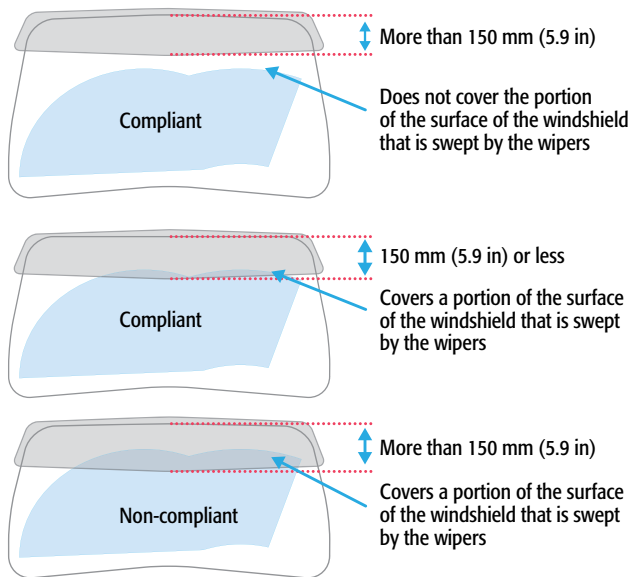 More than 150 mm (5.9 in)
Does not cover the portion
of the surface of the windshield
that is swept by the wipers
Compliant
150 mm (5.9 in) or less
Covers a portion of the surface
of the windshield that is swept
by the wipers
Compliant
More than 150 mm (5.9 in)
Covers a portion of the surface
of the windshield that is swept
by the wipers
Non-compliant